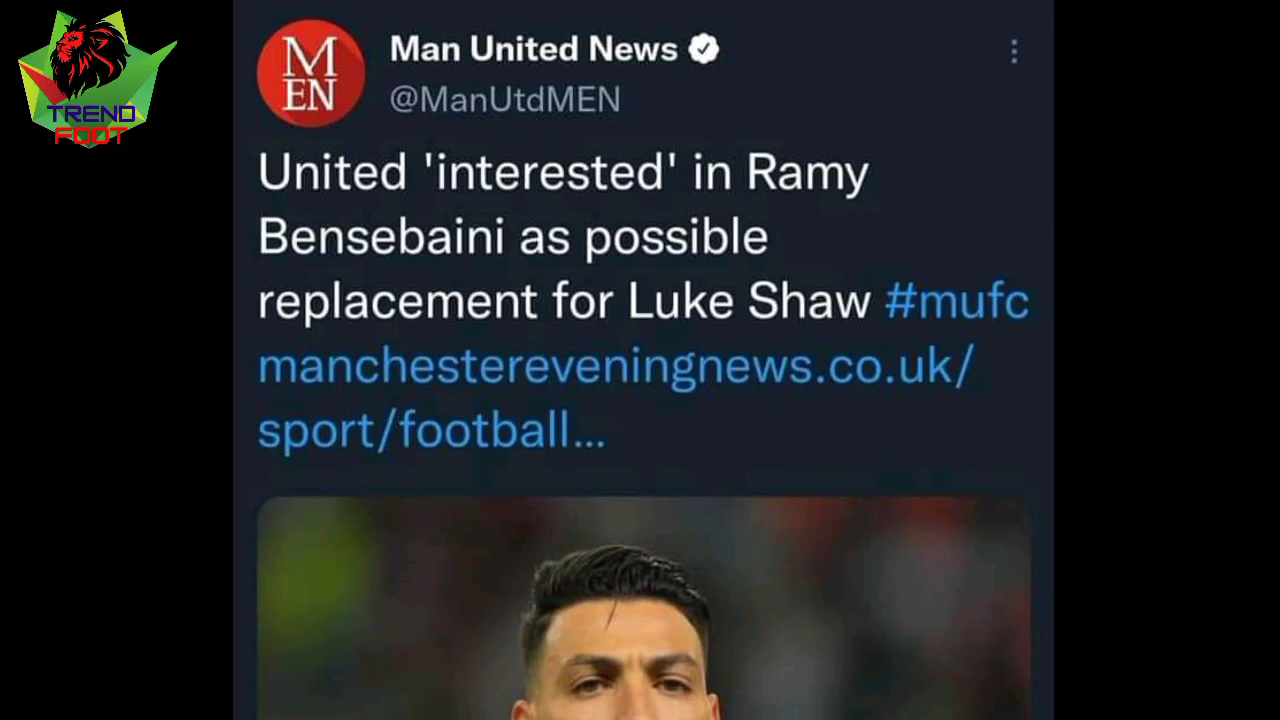 TREND
FOOT
M
EN
Man United News
@ManUtdMEN
United 'interested' in Ramy
Bensebaini as possible
replacement for Luke Shaw #mufc
manchestereveningnews.co.uk/
sport/football...